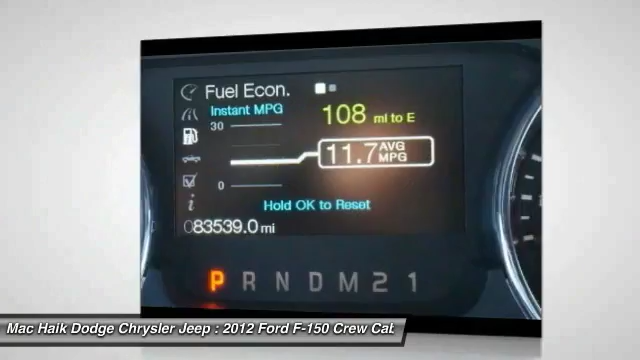 Fuel Econ.
Instant MPG
30
0
108 mi to E
11.7 AVG MPG
Hold OK to Reset
083539.0 mi
P R N D M 2 1
Mac Haik Dodge Chrysler Jeep : 2012 Ford F-150 Crew Cab